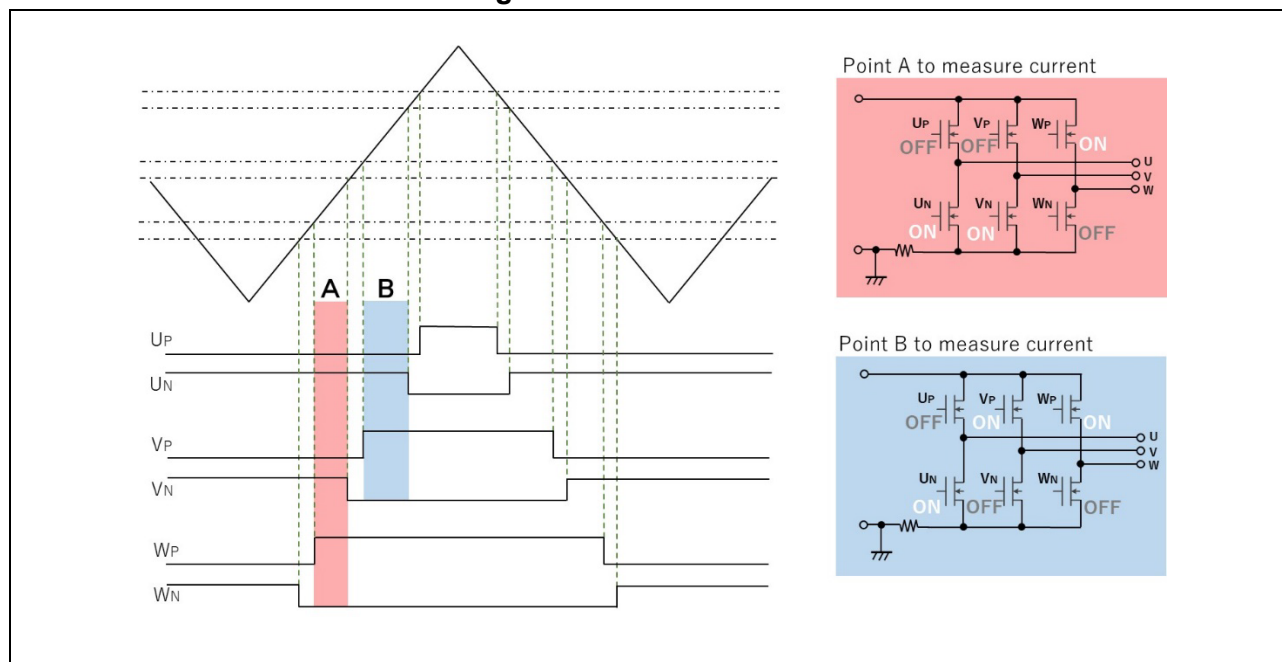 A
B
UP
UN
VP
VN
WP
WN
Point A to measure current
UP VP WP
OFF OFF ON
U
V
W
UN VN WN
ON ON OFF
Point B to measure current
UP VP WP
OFF ON ON
U
V
W
UN VN WN
ON OFF OFF